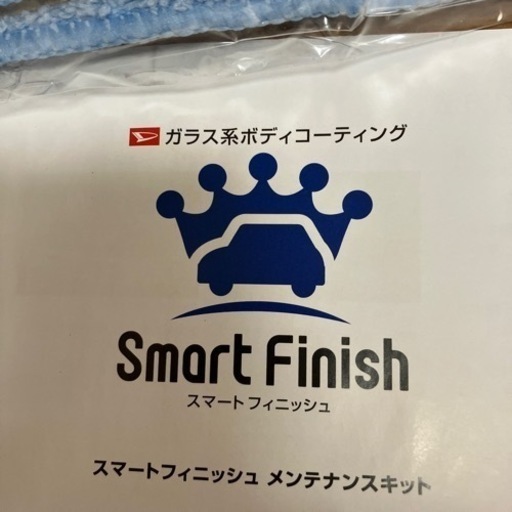 ガラス系ボディコーティング
Smart Finish
スマートフィニッシュ
スマートフィニッシュ メンテナンスキット